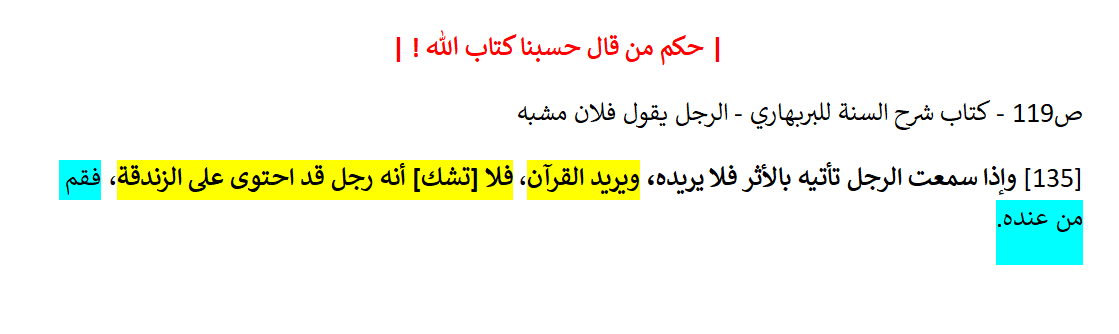 | حكم من قال حسبنا كتاب الله ! |
ص119 - كتاب شرح السنة للبربهاري - الرجل يقول فلان مشبه
[135] وإذا سمعت الرجل تأتيه بالأثر فلا يريده، ويريد القرآن، فلا [تشك] أنه رجل قد احتوى على الزندقة، فقم
من عنده.